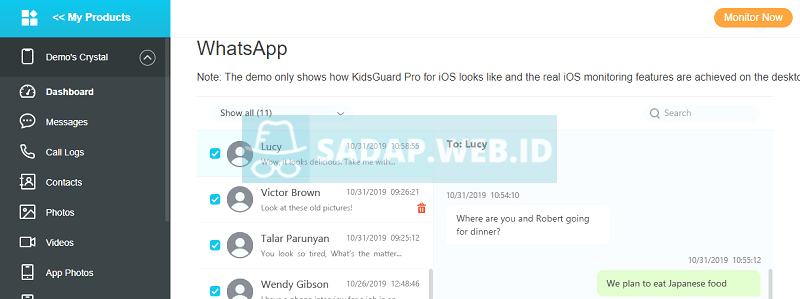 << My Products
Monitor Now
Demo's Crystal
Dashboard
Messages
Call Logs
Contacts
Photos
Videos
App Photos
WhatsApp
Note: The demo only shows how KidsGuard Pro for iOS looks like and the real iOS monitoring features are achieved on the deskto
Show all (11)
Search
SADAP.WEB.ID
Lucy 10/31/2019 10:58:55
Wow, it looks delicious. Take me with...
Victor Brown 10/31/2019 09:26:21
Look at these old pictures!
Talar Parunyan 10/31/2019 09:25:12
You look so tired, What's the matter...
Wendy Gibson 10/26/2019 12:48:46
To: Lucy
10/31/2019 10:54:10
Where are you and Robert going
for dinner?
10/31/2019 10:55:12
We plan to eat Japanese food